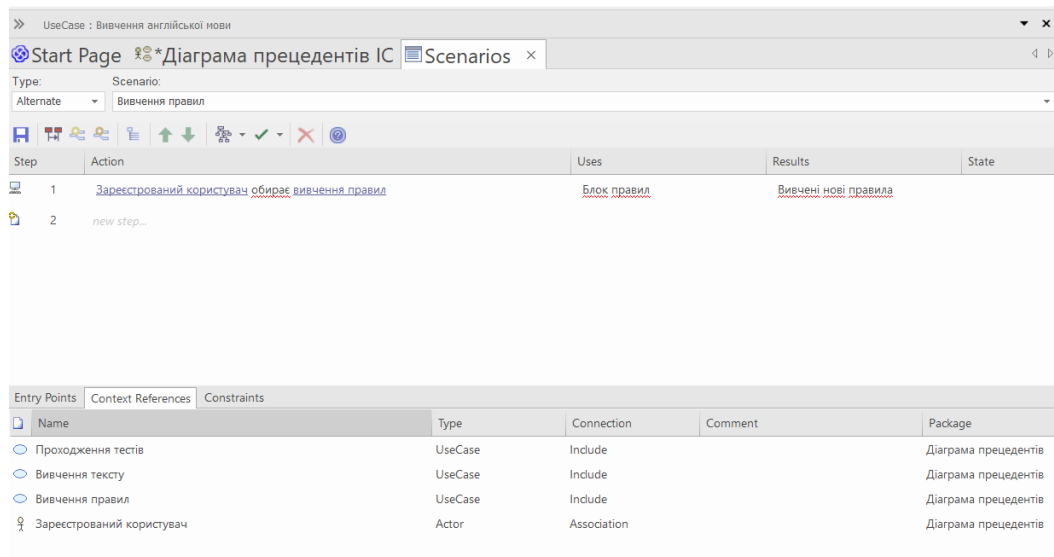 UseCase : Вивчення англійської мови
Start Page *Діаграма прецедентів ІС Scenarios
Type: Scenario:
Alternate Вивчення правил
Step Action Uses Results State
1 Зареєстрований користувач обирає вивчення правил Блок правил Вивчені нові правила
2 new step...
Entry Points Context References Constraints
Name Type Connection Comment Package
Проходження тестів UseCase Include Діаграма прецедентів
Вивчення тексту UseCase Include Діаграма прецедентів
Вивчення правил UseCase Include Діаграма прецедентів
Зареєстрований користувач Actor Association Діаграма прецедентів